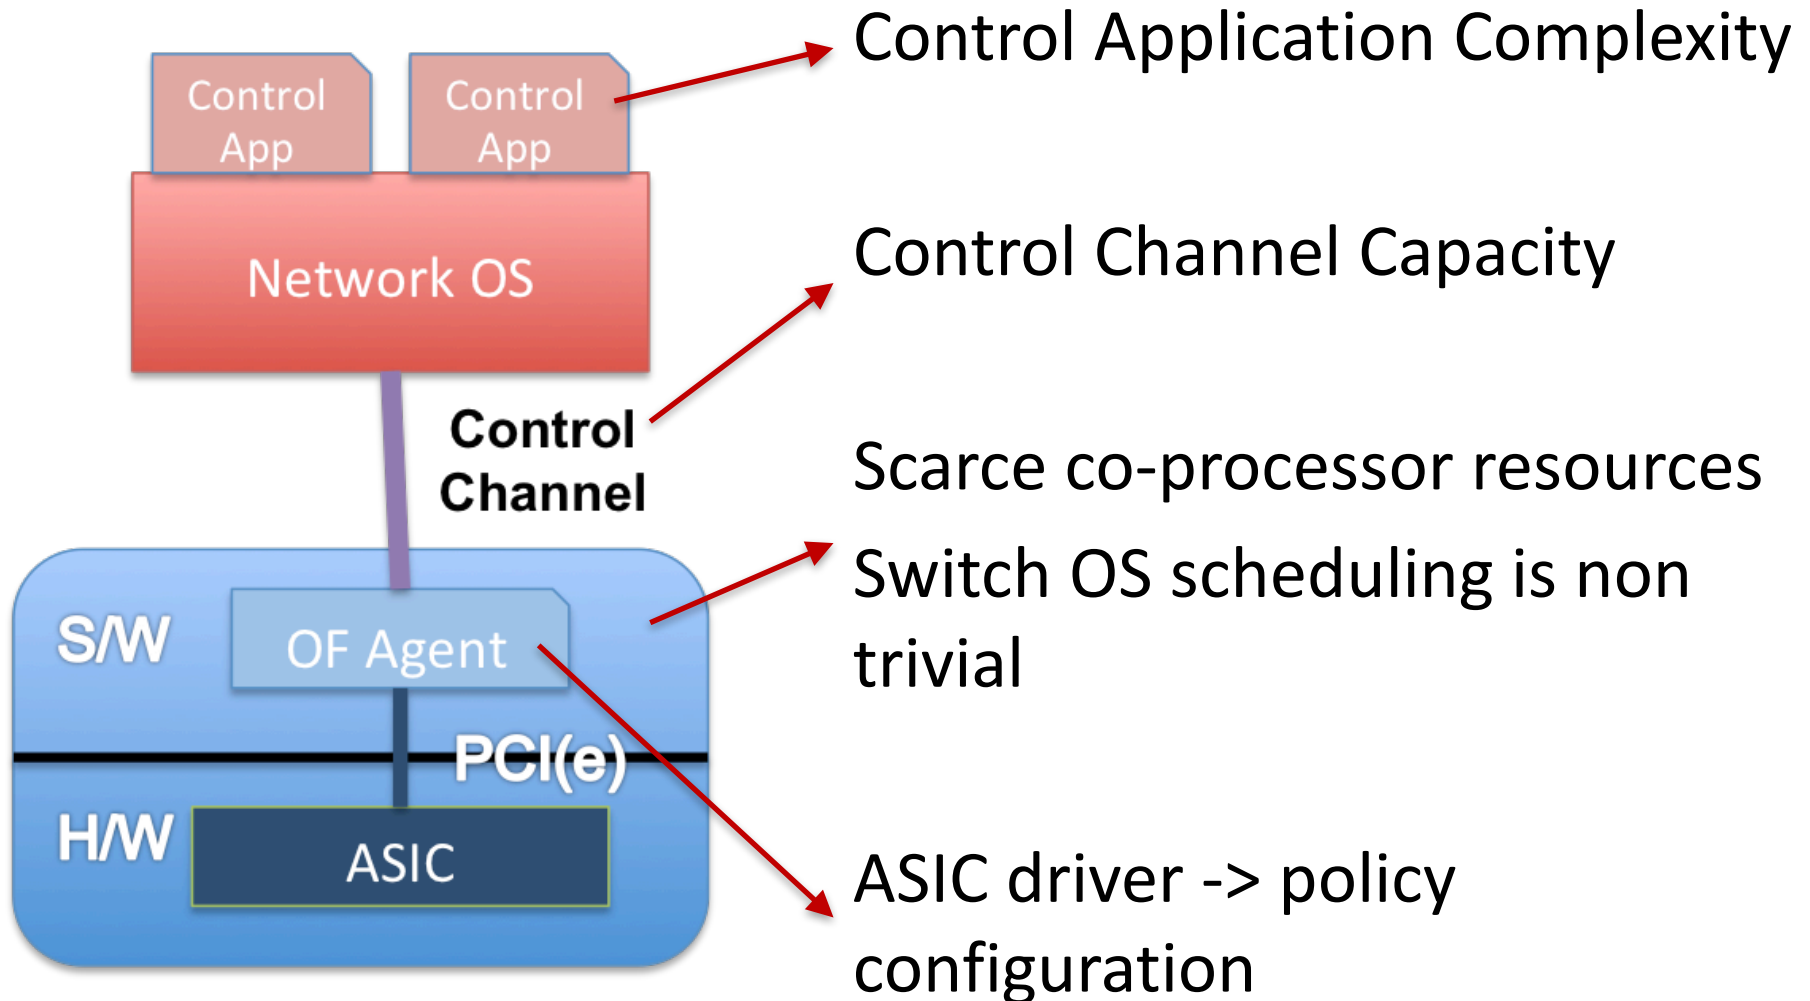 Control Application Complexity
Control
App
Control
App
Control Channel Capacity
Network OS
Control
Channel
Scarce co-processor resources
Switch OS scheduling is non
trivial
S/W
OF Agent
PCI(e)
H/W
ASIC
ASIC driver -> policy
configuration